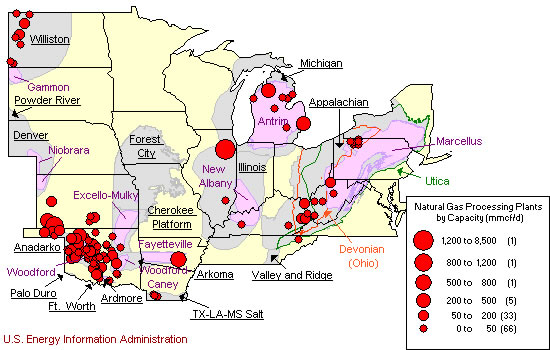 Williston
Michigan
Gammon
Powder River
Appalachian
Antrim
Denver
Forest
City
Marcellus
Niobrara
New
Albany
Illinois
Utica
Excello-Mulky
Cherokee
Platform
Natural Gas Processing Plants
by Capacity (mmcf/d)
1,200 to 8,500 (1)
800 to 1,200 (1)
500 to 800 (1)
200 to 500 (5)
50 to 200 (33)
0 to 50 (66)
Anadarko
Fayetteville
Devonian
(Ohio)
Woodford
Woodford
Caney
Arkoma
Valley and Ridge
Palo Duro
Ft. Worth
Ardmore
TX-LA-MS Salt
U.S. Energy Information Administration